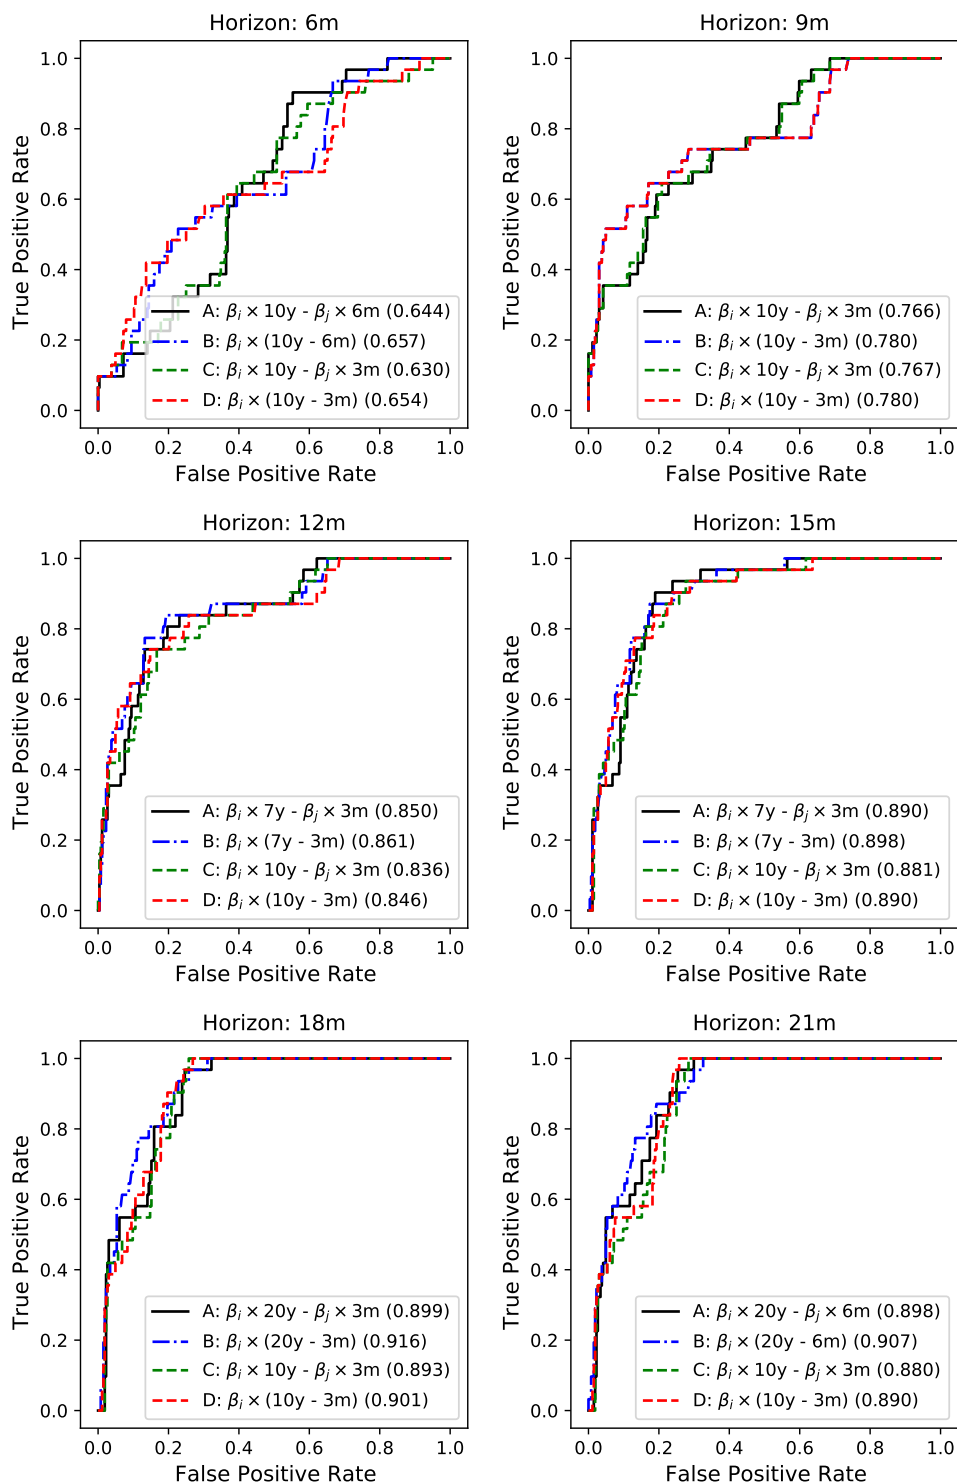 Horizon: 6m
True Positive Rate
1.0
0.8
0.6
0.4
0.2
0.0
A: βi × 10y - βj × 6m (0.644)
B: βi × (10y - 6m) (0.657)
C: βi × 10y - βj × 3m (0.630)
D: βi × (10y - 3m) (0.654)
0.0 0.2 0.4 0.6 0.8 1.0
False Positive Rate
Horizon: 9m
True Positive Rate
1.0
0.8
0.6
0.4
0.2
0.0
A: βi × 10y - βj × 3m (0.766)
B: βi × (10y - 3m) (0.780)
C: βi × 10y - βj × 3m (0.767)
D: βi × (10y - 3m) (0.780)
0.0 0.2 0.4 0.6 0.8 1.0
False Positive Rate
Horizon: 12m
True Positive Rate
1.0
0.8
0.6
0.4
0.2
0.0
A: βi × 7y - βj × 3m (0.850)
B: βi × (7y - 3m) (0.861)
C: βi × 10y - βj × 3m (0.836)
D: βi × (10y - 3m) (0.846)
0.0 0.2 0.4 0.6 0.8 1.0
False Positive Rate
Horizon: 15m
True Positive Rate
1.0
0.8
0.6
0.4
0.2
0.0
A: βi × 7y - βj × 3m (0.890)
B: βi × (7y - 3m) (0.898)
C: βi × 10y - βj × 3m (0.881)
D: βi × (10y - 3m) (0.890)
0.0 0.2 0.4 0.6 0.8 1.0
False Positive Rate
Horizon: 18m
True Positive Rate
1.0
0.8
0.6
0.4
0.2
0.0
A: βi × 20y - βj × 3m (0.899)
B: βi × (20y - 3m) (0.916)
C: βi × 10y - βj × 3m (0.893)
D: βi × (10y - 3m) (0.901)
0.0 0.2 0.4 0.6 0.8 1.0
False Positive Rate
Horizon: 21m
True Positive Rate
1.0
0.8
0.6
0.4
0.2
0.0
A: βi × 20y - βj × 6m (0.898)
B: βi × (20y - 6m) (0.907)
C: βi × 10y - βj × 3m (0.880)
D: βi × (10y - 3m) (0.890)
0.0 0.2 0.4 0.6 0.8 1.0
False Positive Rate